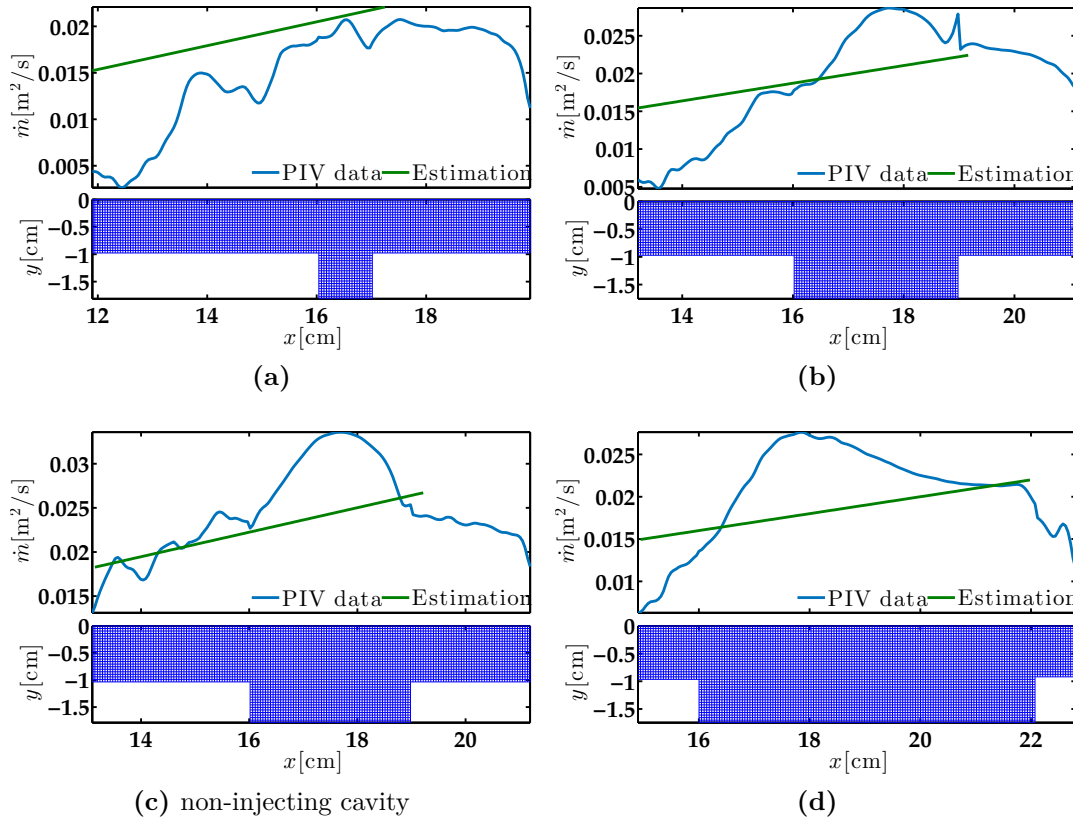 0.02
0.015
0.01
0.005
ṁ[m²/s]
PIV data
Estimation
0
−0.5
−1
−1.5
y[cm]
12 14 16 18
x[cm]
(a)
0.025
0.02
0.015
0.01
0.005
ṁ[m²/s]
PIV data
Estimation
0
−0.5
−1
−1.5
y[cm]
14 16 18 20
x[cm]
(b)
0.03
0.025
0.02
0.015
ṁ[m²/s]
PIV data
Estimation
0
−0.5
−1
−1.5
y[cm]
14 16 18 20
x[cm]
(c) non-injecting cavity
0.025
0.02
0.015
0.01
ṁ[m²/s]
PIV data
Estimation
0
−0.5
−1
−1.5
y[cm]
16 18 20 22
x[cm]
(d)